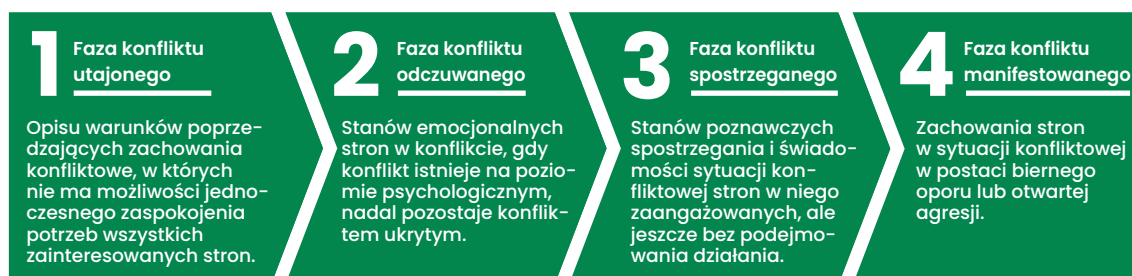 1
Faza konfliktu
utajonego
Opisu warunków poprze-
dzających zachowania
konfliktowe, w których
nie ma możliwości jedno-
czesnego zaspokojenia
potrzeb wszystkich
zainteresowanych stron.
2
Faza konfliktu
odczuwanego
Stanów emocjonalnych
stron w konflikcie, gdy
konflikt istnieje na pozio-
mie psychologicznym,
nadal pozostaje konflik-
tem ukrytym.
3
Faza konfliktu
spostrzeganego
Stanów poznawczych
spostrzegania i świado-
mości sytuacji kon-
fliktowej stron w niego
zaangażowanych, ale
jeszcze bez podejmo-
wania działania.
4
Faza konfliktu
manifestowanego
Zachowania stron
w sytuacji konfliktowej
w postaci biernego
oporu lub otwartej
agresji.